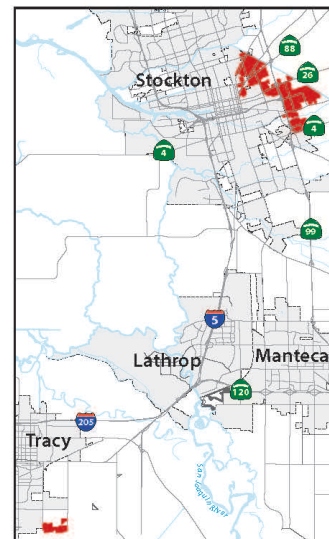 88
26
Stockton
4
4
99
5
Lathrop
Manteca
120
205
Tracy
San Joaquin River